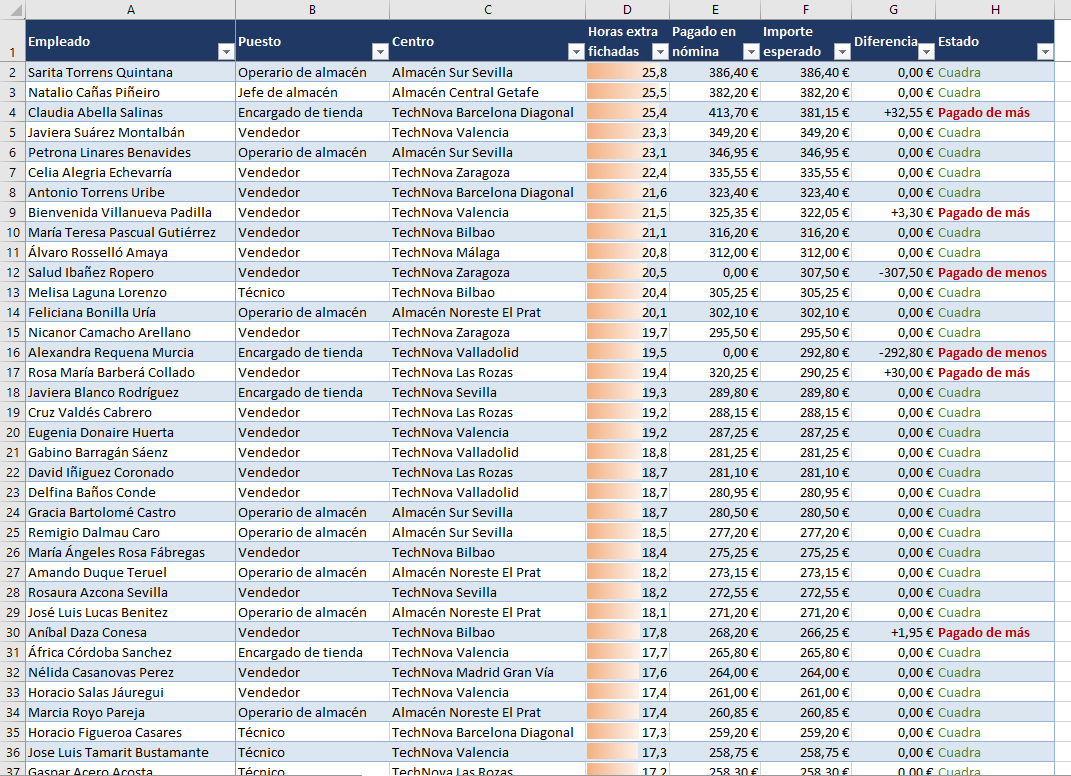 A B C D E F G H
1 Empleado Puesto Centro Horas extra fichadas Pagado en nómina Importe esperado Diferencia Estado
2 Sarita Torrens Quintana Operario de almacén Almacén Sur Sevilla 25,8 386,40 € 386,40 € 0,00 € Cuadra
3 Natalio Cañas Piñeiro Jefe de almacén Almacén Central Getafe 25,5 382,20 € 382,20 € 0,00 € Cuadra
4 Claudia Abella Salinas Encargado de tienda TechNova Barcelona Diagonal 25,4 413,70 € 381,15 € +32,55 € Pagado de más
5 Javiera Suárez Montalbán Vendedor TechNova Valencia 23,3 349,20 € 349,20 € 0,00 € Cuadra
6 Petrona Linares Benavides Operario de almacén Almacén Sur Sevilla 23,1 346,95 € 346,95 € 0,00 € Cuadra
7 Celia Alegria Echevarría Vendedor TechNova Zaragoza 22,4 335,55 € 335,55 € 0,00 € Cuadra
8 Antonio Torrens Uribe Vendedor TechNova Barcelona Diagonal 21,6 323,40 € 323,40 € 0,00 € Cuadra
9 Bienvenida Villanueva Padilla Vendedor TechNova Valencia 21,5 325,35 € 322,05 € +3,30 € Pagado de más
10 María Teresa Pascual Gutiérrez Vendedor TechNova Bilbao 21,1 316,20 € 316,20 € 0,00 € Cuadra
11 Álvaro Rosselló Amaya Vendedor TechNova Málaga 20,8 312,00 € 312,00 € 0,00 € Cuadra
12 Salud Ibañez Ropero Vendedor TechNova Zaragoza 20,5 0,00 € 307,50 € -307,50 € Pagado de menos
13 Melisa Laguna Lorenzo Técnico TechNova Bilbao 20,4 305,25 € 305,25 € 0,00 € Cuadra
14 Feliciana Bonilla Uría Operario de almacén Almacén Noreste El Prat 20,1 302,10 € 302,10 € 0,00 € Cuadra
15 Nicanor Camacho Arellano Vendedor TechNova Zaragoza 19,7 295,50 € 295,50 € 0,00 € Cuadra
16 Alexandra Requena Murcia Encargado de tienda TechNova Valladolid 19,5 0,00 € 292,80 € -292,80 € Pagado de menos
17 Rosa María Barberá Collado Vendedor TechNova Las Rozas 19,4 320,25 € 290,25 € +30,00 € Pagado de más
18 Javiera Blanco Rodríguez Encargado de tienda TechNova Sevilla 19,3 289,80 € 289,80 € 0,00 € Cuadra
19 Cruz Valdés Cabrero Vendedor TechNova Las Rozas 19,2 288,15 € 288,15 € 0,00 € Cuadra
20 Eugenia Donaire Huerta Vendedor TechNova Valencia 19,2 287,25 € 287,25 € 0,00 € Cuadra
21 Gabino Barragán Sáenz Vendedor TechNova Valladolid 18,8 281,25 € 281,25 € 0,00 € Cuadra
22 David Iñiguez Coronado Vendedor TechNova Las Rozas 18,7 281,10 € 281,10 € 0,00 € Cuadra
23 Delfina Baños Conde Vendedor TechNova Valladolid 18,7 280,95 € 280,95 € 0,00 € Cuadra
24 Gracia Bartolomé Castro Operario de almacén Almacén Sur Sevilla 18,7 280,50 € 280,50 € 0,00 € Cuadra
25 Remigio Dalmau Caro Operario de almacén Almacén Sur Sevilla 18,5 277,20 € 277,20 € 0,00 € Cuadra
26 María Ángeles Rosa Fábregas Vendedor TechNova Bilbao 18,4 275,25 € 275,25 € 0,00 € Cuadra
27 Amando Duque Teruel Operario de almacén Almacén Noreste El Prat 18,2 273,15 € 273,15 € 0,00 € Cuadra
28 Rosaura Azcona Sevilla Vendedor TechNova Sevilla 18,2 272,55 € 272,55 € 0,00 € Cuadra
29 José Luis Lucas Benitez Operario de almacén Almacén Noreste El Prat 18,1 271,20 € 271,20 € 0,00 € Cuadra
30 Aníbal Daza Conesa Vendedor TechNova Bilbao 17,8 268,20 € 266,25 € +1,95 € Pagado de más
31 África Córdoba Sanchez Encargado de tienda TechNova Valencia 17,7 265,80 € 265,80 € 0,00 € Cuadra
32 Nélida Casanovas Perez Vendedor TechNova Madrid Gran Vía 17,6 264,00 € 264,00 € 0,00 € Cuadra
33 Horacio Salas Jáuregui Vendedor TechNova Valencia 17,4 261,00 € 261,00 € 0,00 € Cuadra
34 Marcia Royo Pareja Operario de almacén Almacén Noreste El Prat 17,4 260,85 € 260,85 € 0,00 € Cuadra
35 Horacio Figueroa Casares Técnico TechNova Barcelona Diagonal 17,3 259,20 € 259,20 € 0,00 € Cuadra
36 Jose Luis Tamarit Bustamante Técnico TechNova Valencia 17,3 258,75 € 258,75 € 0,00 € Cuadra
37 Gaspar Acero Acosta Técnico TechNova Las Rozas 17,2 258,30 € 258,30 € 0,00 € Cuadra